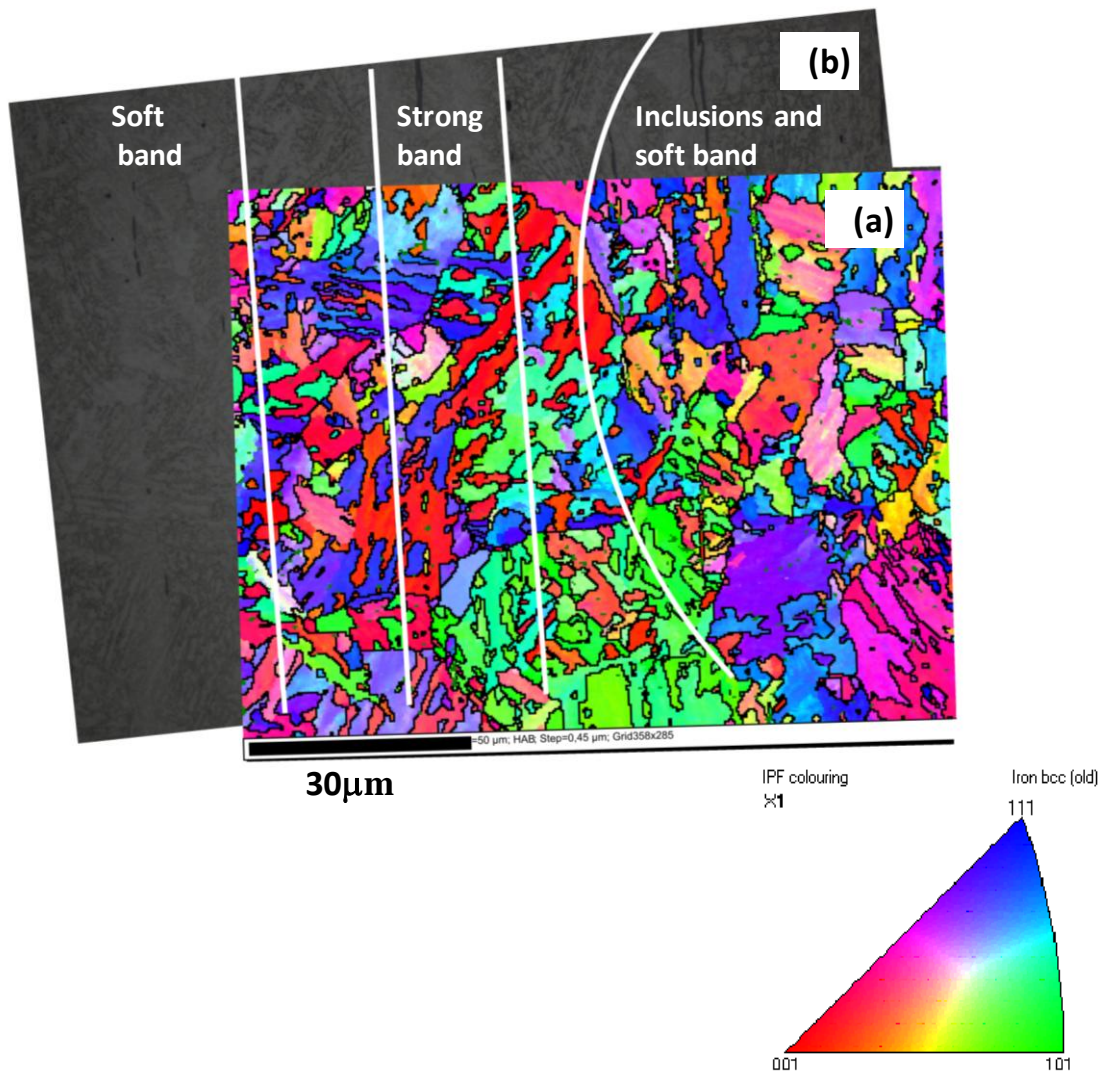 (b)
Soft
band
Strong
band
Inclusions and
soft band
(a)
=50 µm; HAB; Step=0,45 µm; Grid358x285
30µm
IPF colouring
X1
Iron bcc (old)
111
001
101